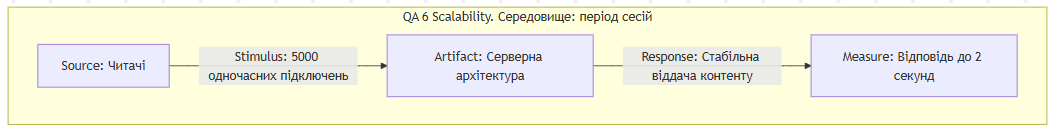 QA 6 Scalability. Середовище: період сесій
Source: Читачі
Stimulus: 5000
одночасних підключень
Artifact: Серверна
архітектура
Response: Стабільна
віддача контенту
Measure: Відповідь до 2
секунд